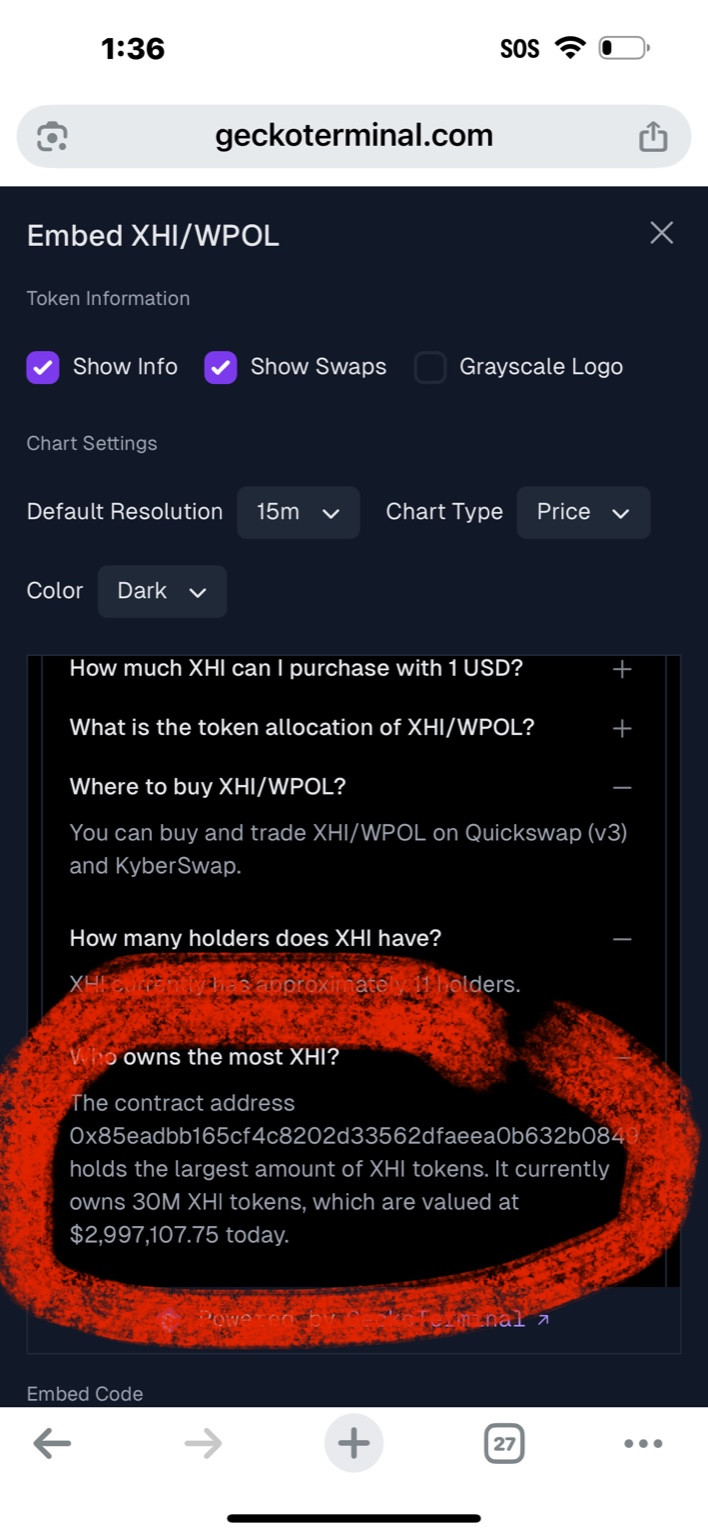 1:36 SOS
geckoterminal.com
Embed XHI/WPOL
Token Information
Show Info Show Swaps Grayscale Logo
Chart Settings
Default Resolution 15m Chart Type Price
Color Dark
How much XHI can I purchase with 1 USD?
What is the token allocation of XHI/WPOL?
Where to buy XHI/WPOL?
You can buy and trade XHI/WPOL on Quickswap (v3)
and KyberSwap.
How many holders does XHI have?
XHI currently has approximately 11 holders.
Who owns the most XHI?
The contract address
0x85eadbb165cf4c8202d33562dfaeea0b632b0849
holds the largest amount of XHI tokens. It currently
owns 30M XHI tokens, which are valued at
$2,997,107.75 today.
Powered by GeckoTerminal
Embed Code
27